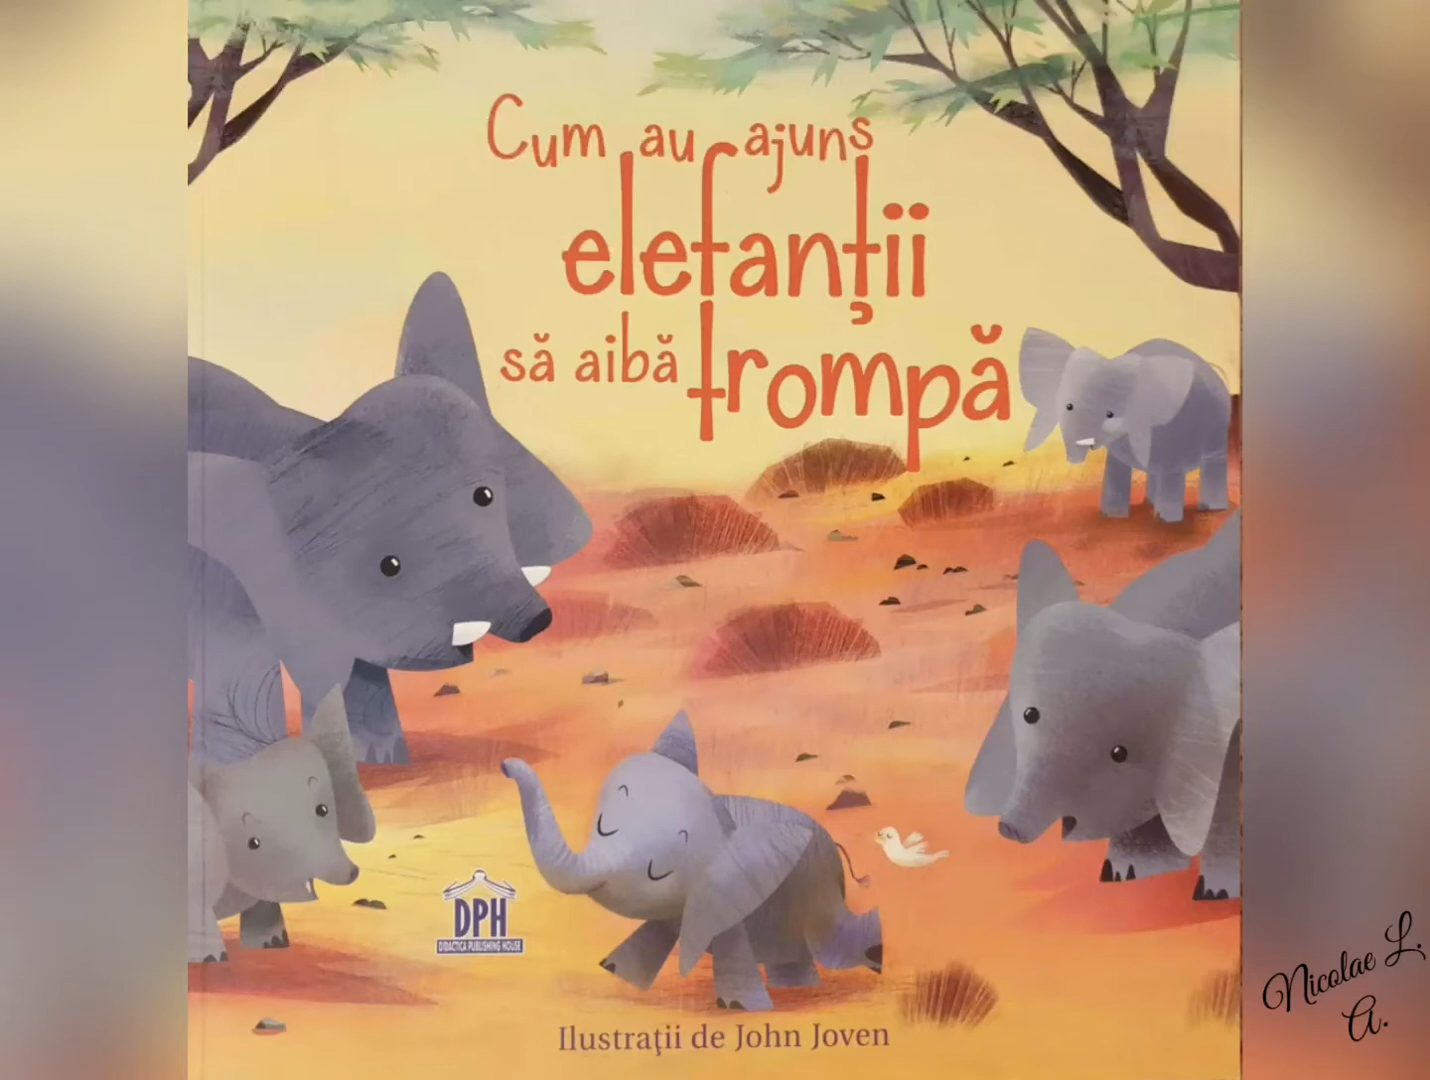 Cum au ajuns
elefanții
să aibă trompă
DPH
DIDACTICA PUBLISHING HOUSE
Ilustrații de John Joven
Nicolae L.
A.